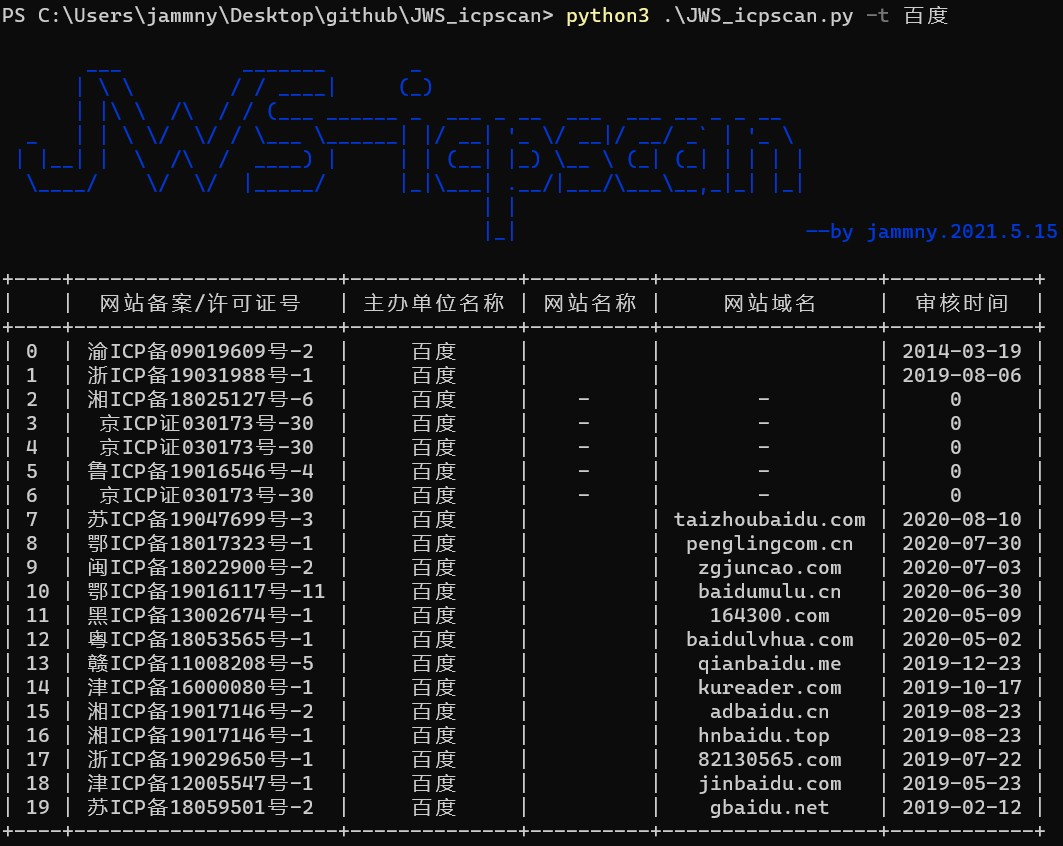 PS C:\Users\jammny\Desktop\github\JWS_icpscan> python3 .\JWS_icpscan.py -t 百度
JWS-icpscan
——by jammny.2021.5.15
网站备案/许可证号 | 主办单位名称 | 网站名称 | 网站域名 | 审核时间
0 | 渝ICP备09019609号-2 | 百度 | | | 2014-03-19
1 | 浙ICP备19031988号-1 | 百度 | | | 2019-08-06
2 | 湘ICP备18025127号-6 | 百度 | - | - | 0
3 | 京ICP证030173号-30 | 百度 | - | - | 0
4 | 京ICP证030173号-30 | 百度 | - | - | 0
5 | 鲁ICP备19016546号-4 | 百度 | - | - | 0
6 | 京ICP证030173号-30 | 百度 | - | - | 0
7 | 苏ICP备19047699号-3 | 百度 | | taizhoubaidu.com | 2020-08-10
8 | 鄂ICP备18017323号-1 | 百度 | | penglingcom.cn | 2020-07-30
9 | 闽ICP备18022900号-2 | 百度 | | zgjuncao.com | 2020-07-03
10 | 鄂ICP备19016117号-11 | 百度 | | baidumulu.cn | 2020-06-30
11 | 黑ICP备13002674号-1 | 百度 | | 164300.com | 2020-05-09
12 | 粤ICP备18053565号-1 | 百度 | | baidulvhua.com | 2020-05-02
13 | 赣ICP备11008208号-5 | 百度 | | qianbaidu.me | 2019-12-23
14 | 津ICP备16000080号-1 | 百度 | | kureader.com | 2019-10-17
15 | 湘ICP备19017146号-2 | 百度 | | adbaidu.cn | 2019-08-23
16 | 湘ICP备19017146号-1 | 百度 | | hnbaidu.top | 2019-08-23
17 | 浙ICP备19029650号-1 | 百度 | | 82130565.com | 2019-07-22
18 | 津ICP备12005547号-1 | 百度 | | jinbaidu.com | 2019-05-23
19 | 苏ICP备18059501号-2 | 百度 | | gbaidu.net | 2019-02-12